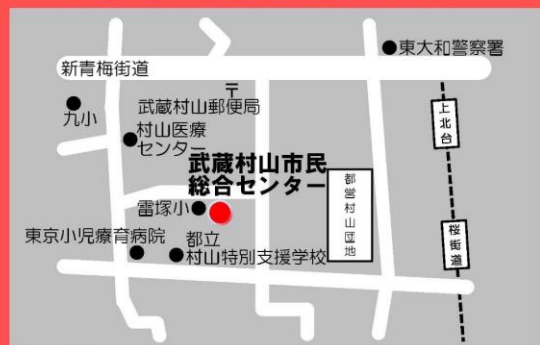 東大和警察署
新青梅街道
〒
九小
武蔵村山郵便局
村山医療
センター
上北台
武蔵村山市民
総合センター
都営村山団地
雷塚小
桜街道
東京小児療育病院
都立
村山特別支援学校